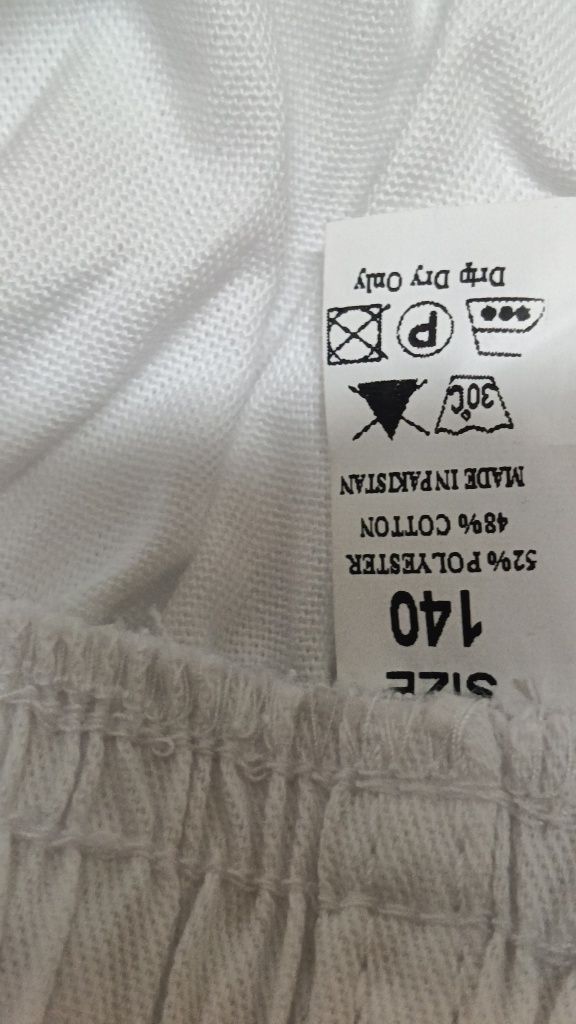 SIZE
140
52% POLYESTER
48% COTTON
MADE IN PAKISTAN
30°C
P
Drip Dry Only